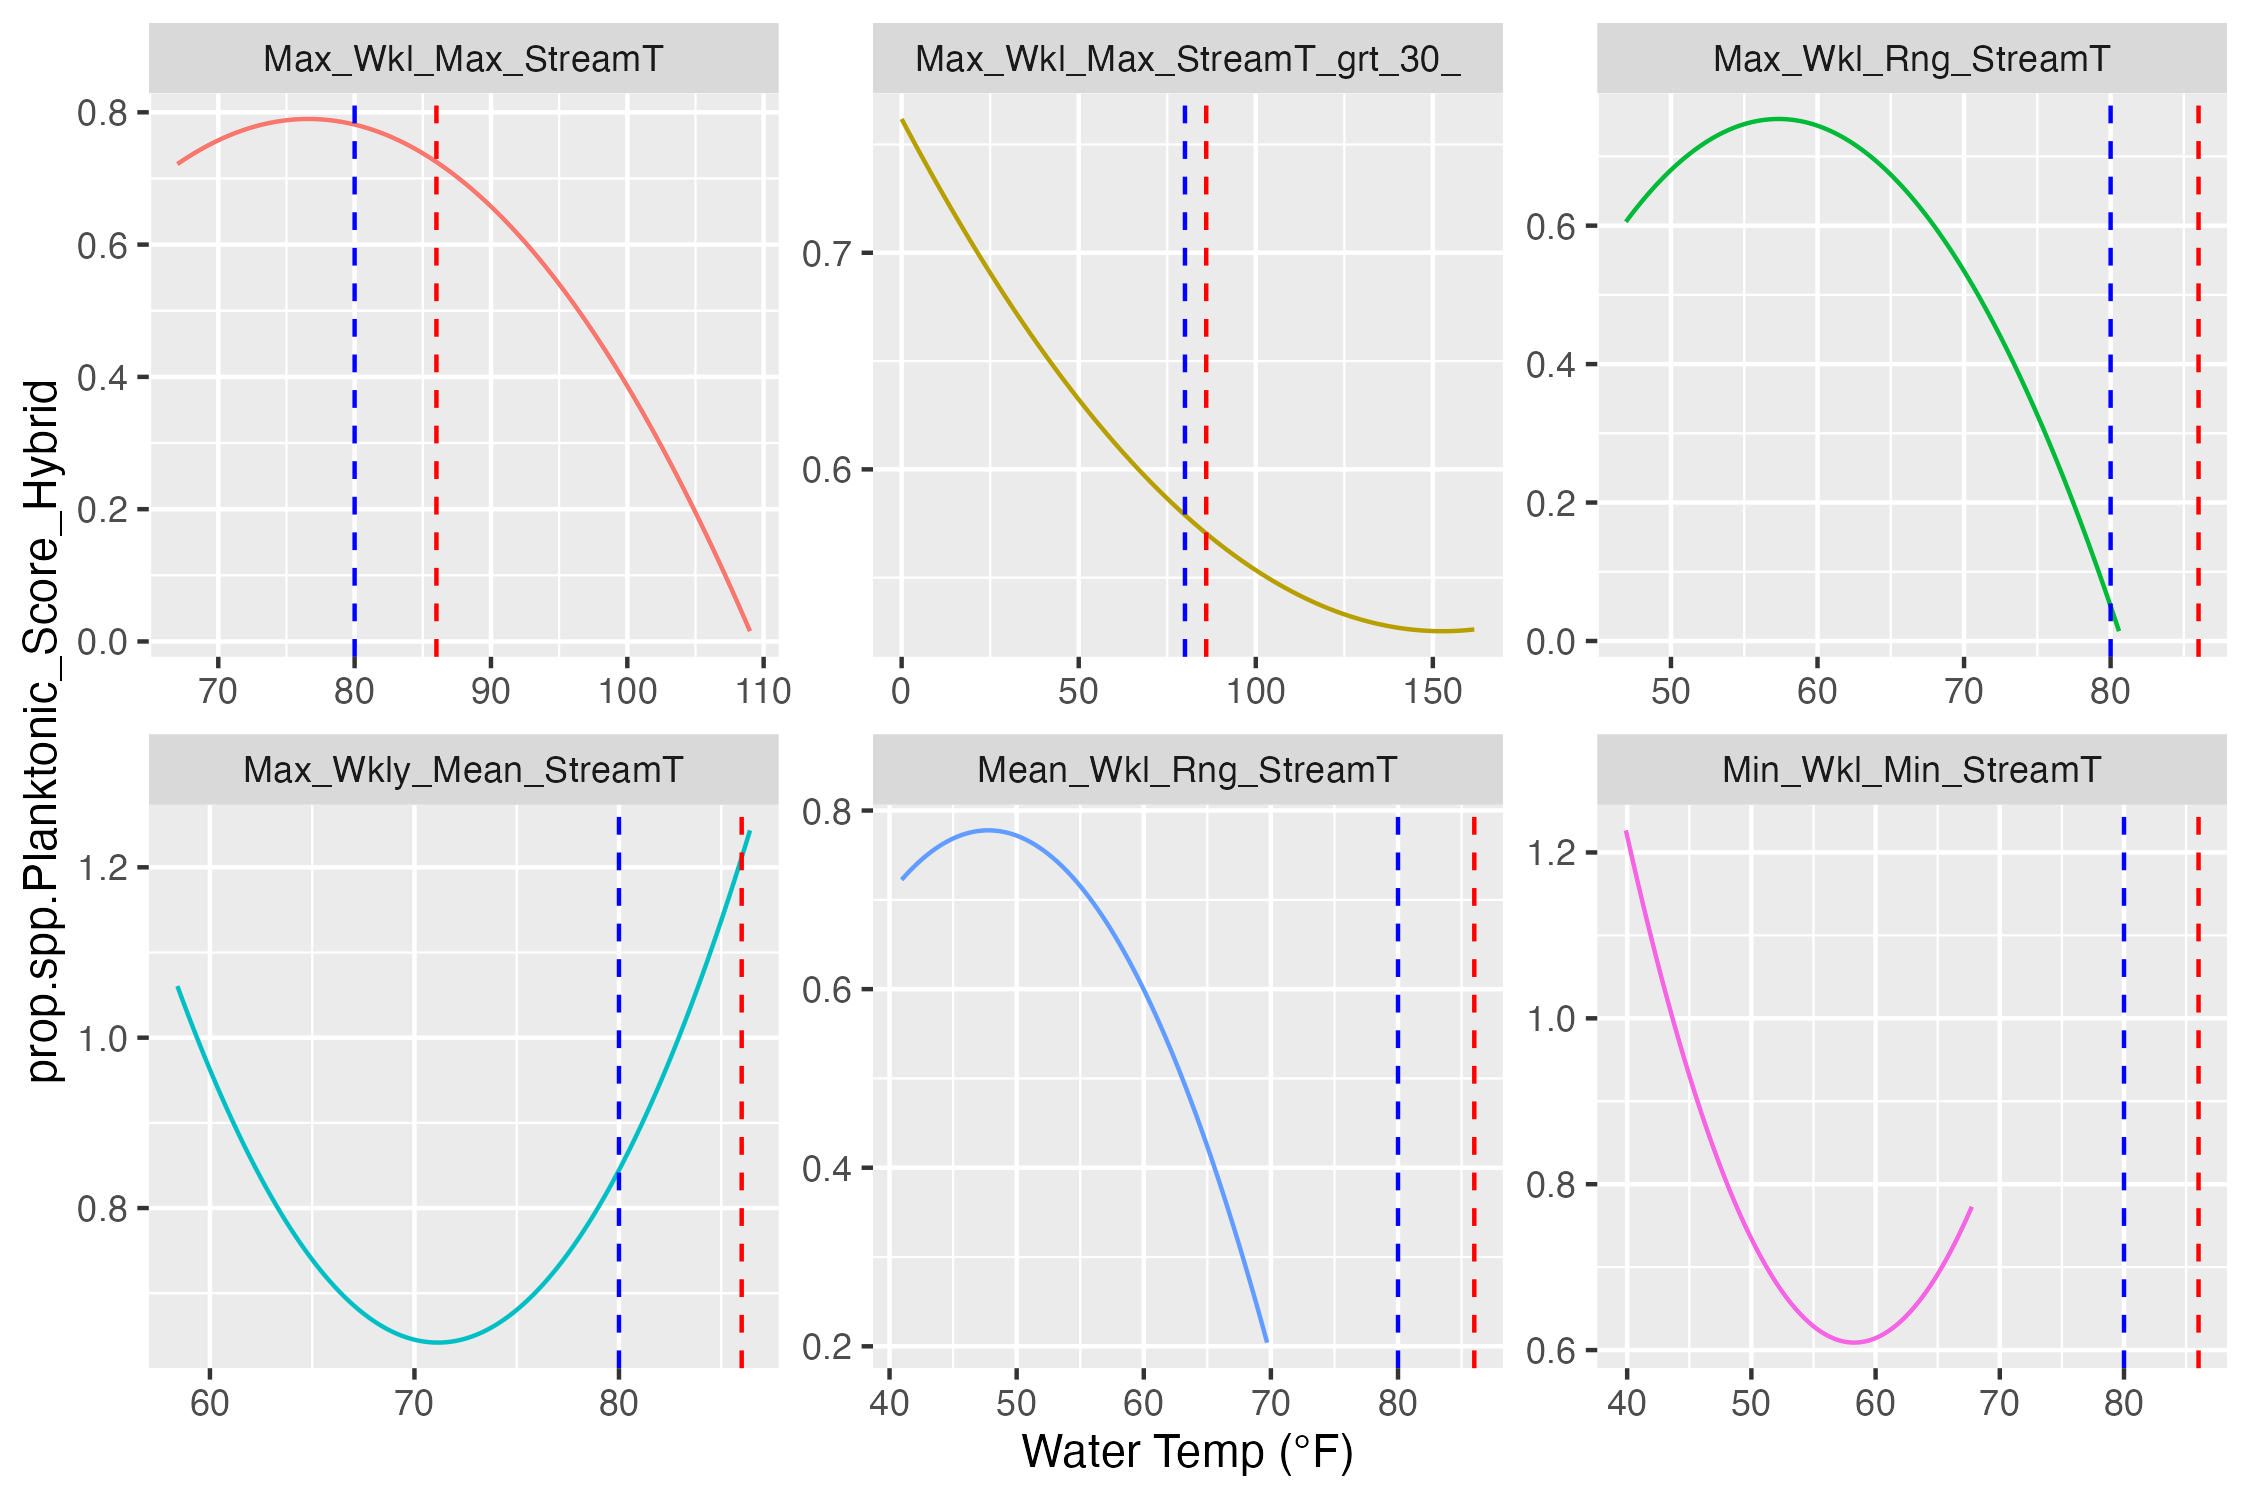 Max_Wkl_Max_StreamT
Max_Wkl_Max_StreamT_grt_30_
Max_Wkl_Rng_StreamT
0.8
0.6
0.4
0.2
0.0
70 80 90 100 110
0.7
0.6
0 50 100 150
0.6
0.4
0.2
0.0
50 60 70 80
Max_Wkly_Mean_StreamT
Mean_Wkl_Rng_StreamT
Min_Wkl_Min_StreamT
1.2
1.0
0.8
60 70 80
0.8
0.6
0.4
0.2
40 50 60 70 80
1.2
1.0
0.8
0.6
40 50 60 70 80
Water Temp (°F)
prop.spp.Planktonic_Score_Hybrid